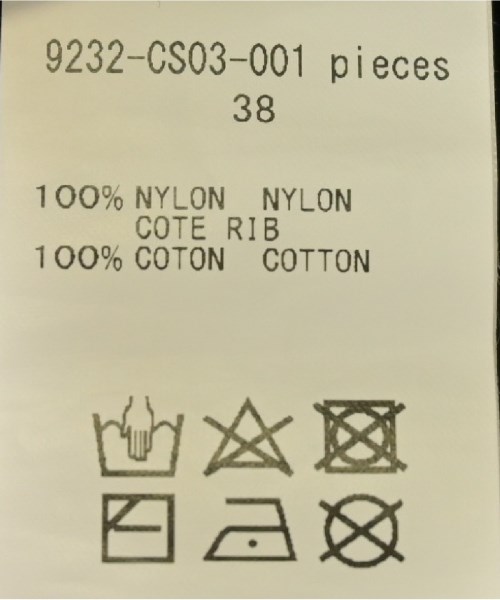 9232-CS03-001 pieces
38
100% NYLON NYLON
COTE RIB
100% COTON COTTON